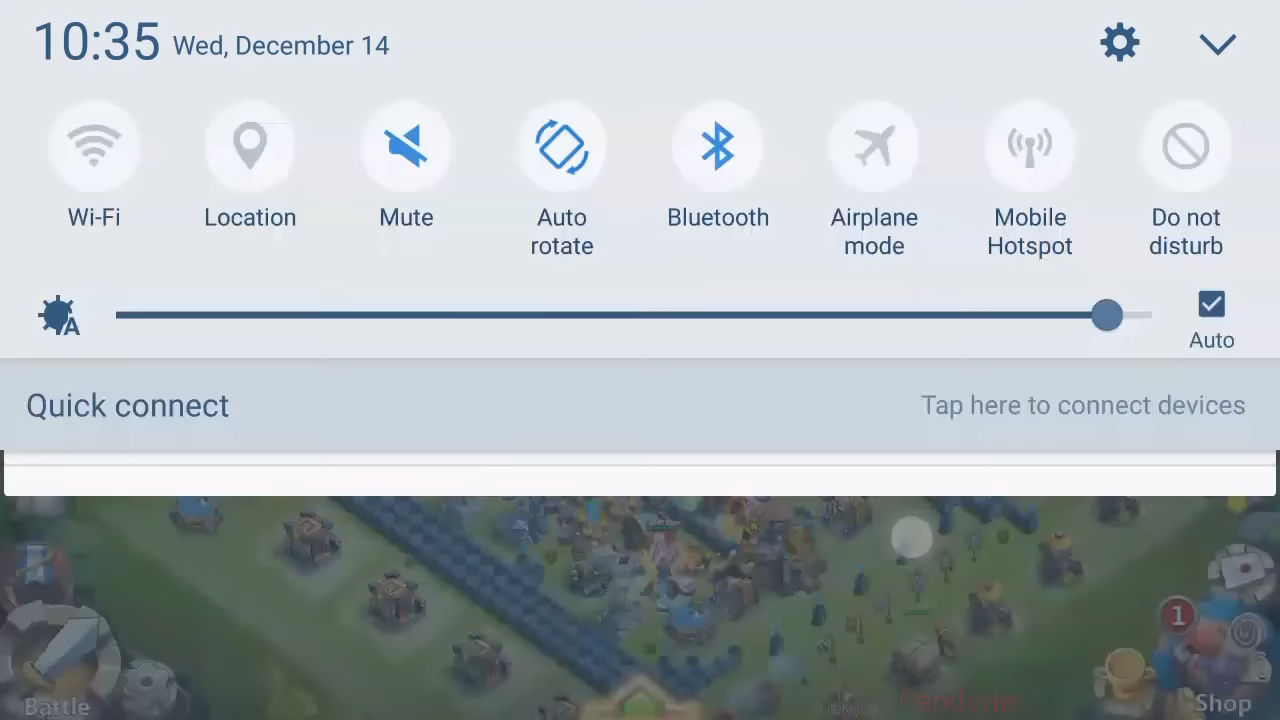 10:35 Wed, December 14
Wi-Fi
Location
Mute
Auto
rotate
Bluetooth
Airplane
mode
Mobile
Hotspot
Do not
disturb
A
Auto
Quick connect
Tap here to connect devices
1
Battle
Shop